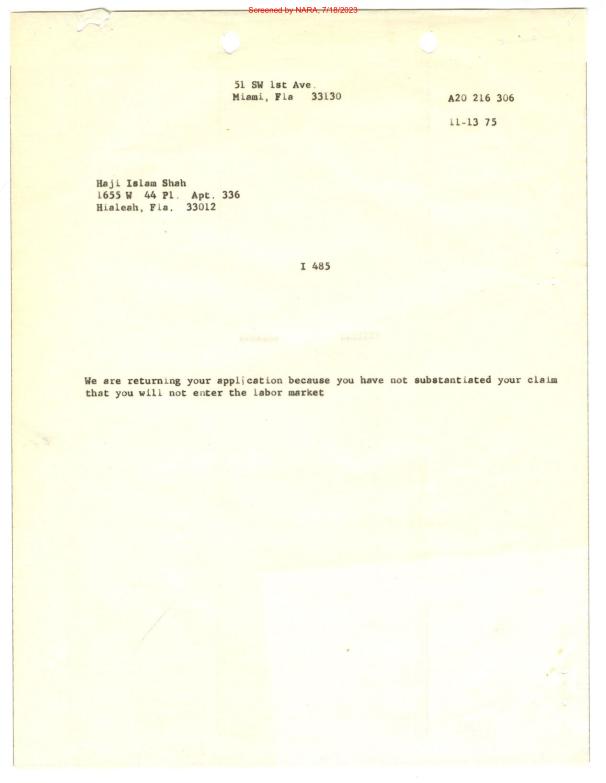 Screened by NARA, 7/18/2023
51 SW 1st Ave.
Miami, Fla 33130
A20 216 306
11-13 75
Haji Islam Shah
1655 W 44 Pl. Apt. 336
Hialeah, Fla. 33012
I 485
We are returning your application because you have not substantiated your claim
that you will not enter the labor market